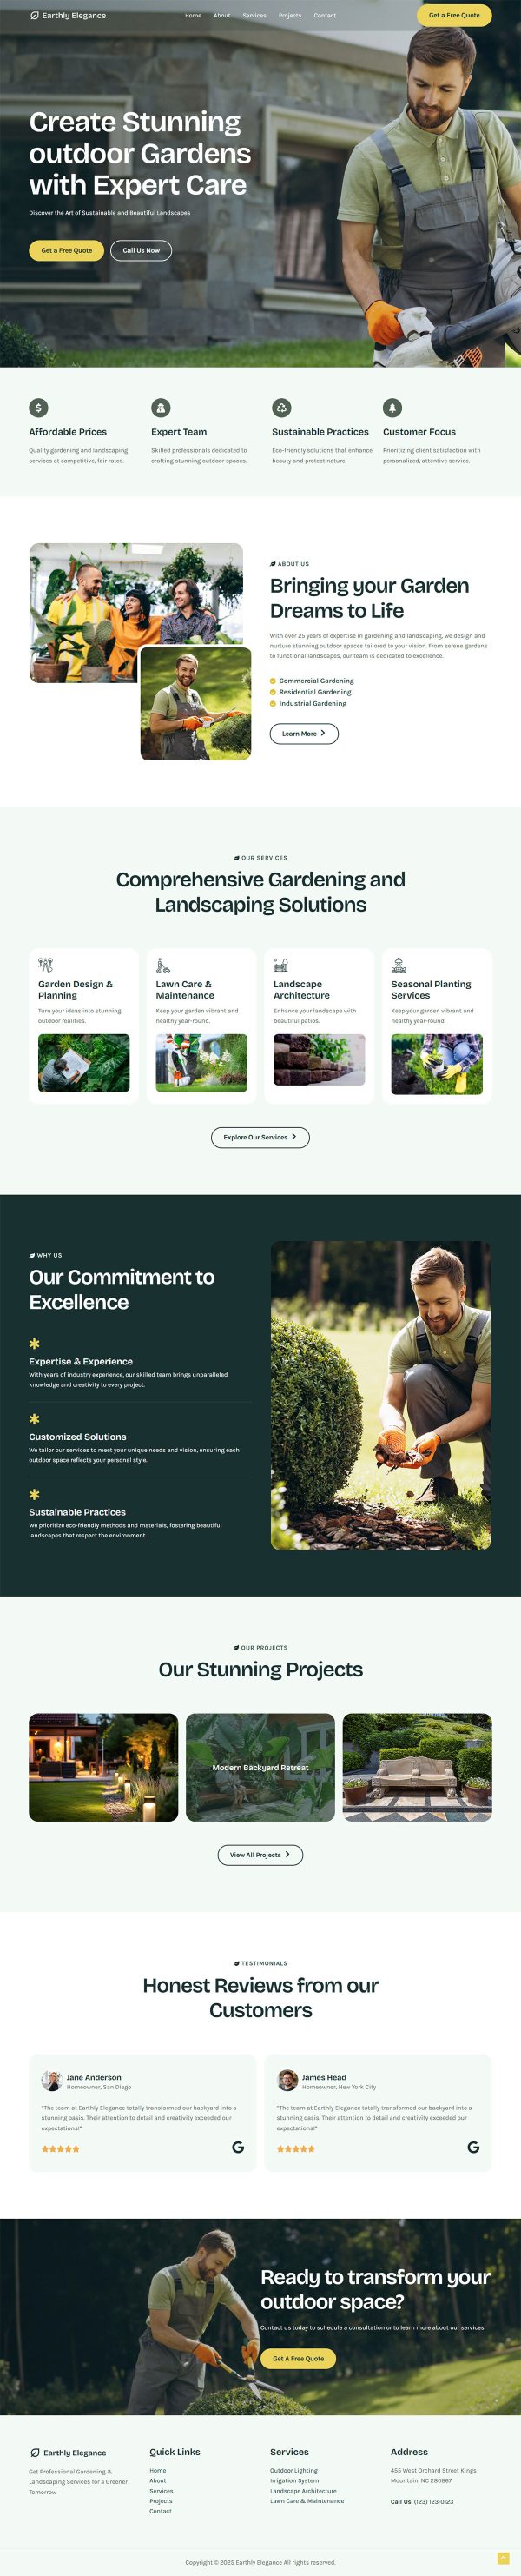 Earthly Elegance
Home About Services Projects Contact
Get a Free Quote
Create Stunning
outdoor Gardens
with Expert Care
Discover the Art of Sustainable and Beautiful Landscapes
Get a Free Quote
Call Us Now
Affordable Prices
Quality gardening and landscaping
services at competitive, fair rates.
Expert Team
Skilled professionals dedicated to
crafting stunning outdoor spaces.
Sustainable Practices
Eco-friendly solutions that enhance
beauty and protect nature.
Customer Focus
Prioritizing client satisfaction with
personalized, attentive service.
ABOUT US
Bringing your Garden
Dreams to Life
With over 25 years of expertise in gardening and landscaping, we design and
nurture stunning outdoor spaces tailored to your vision. From serene gardens
to functional landscapes, our team is dedicated to excellence.
Commercial Gardening
Residential Gardening
Industrial Gardening
Learn More
OUR SERVICES
Comprehensive Gardening and
Landscaping Solutions
Garden Design &
Planning
Turn your ideas into stunning
outdoor realities.
Lawn Care &
Maintenance
Keep your garden vibrant and
healthy year-round.
Landscape
Architecture
Enhance your landscape with
beautiful patios.
Seasonal Planting
Services
Keep your garden vibrant and
healthy year-round.
Explore Our Services
WHY US
Our Commitment to
Excellence
Expertise & Experience
With years of industry experience, our skilled team brings unparalleled
knowledge and creativity to every project.
Customized Solutions
We tailor our services to meet your unique needs and vision, ensuring each
outdoor space reflects your personal style.
Sustainable Practices
We prioritize eco-friendly methods and materials, fostering beautiful
landscapes that respect the environment.
OUR PROJECTS
Our Stunning Projects
Modern Backyard Retreat
View All Projects
TESTIMONIALS
Honest Reviews from our
Customers
Jane Anderson
Homeowner, San Diego
"The team at Earthly Elegance totally transformed our backyard into a
stunning oasis. Their attention to detail and creativity exceeded our
expectations!"
James Head
Homeowner, New York City
"The team at Earthly Elegance totally transformed our backyard into a
stunning oasis. Their attention to detail and creativity exceeded our
expectations!"
Ready to transform your
outdoor space?
Contact us today to schedule a consultation or to learn more about our services.
Get A Free Quote
Earthly Elegance
Get Professional Gardening &
Landscaping Services for a Greener
Tomorrow
Quick Links
Home
About
Services
Projects
Contact
Services
Outdoor Lighting
Irrigation System
Landscape Architecture
Lawn Care & Maintenance
Address
455 West Orchard Street Kings
Mountain, NC 280867
Call Us: (123) 123-0123
Copyright © 2025 Earthly Elegance All rights reserved.